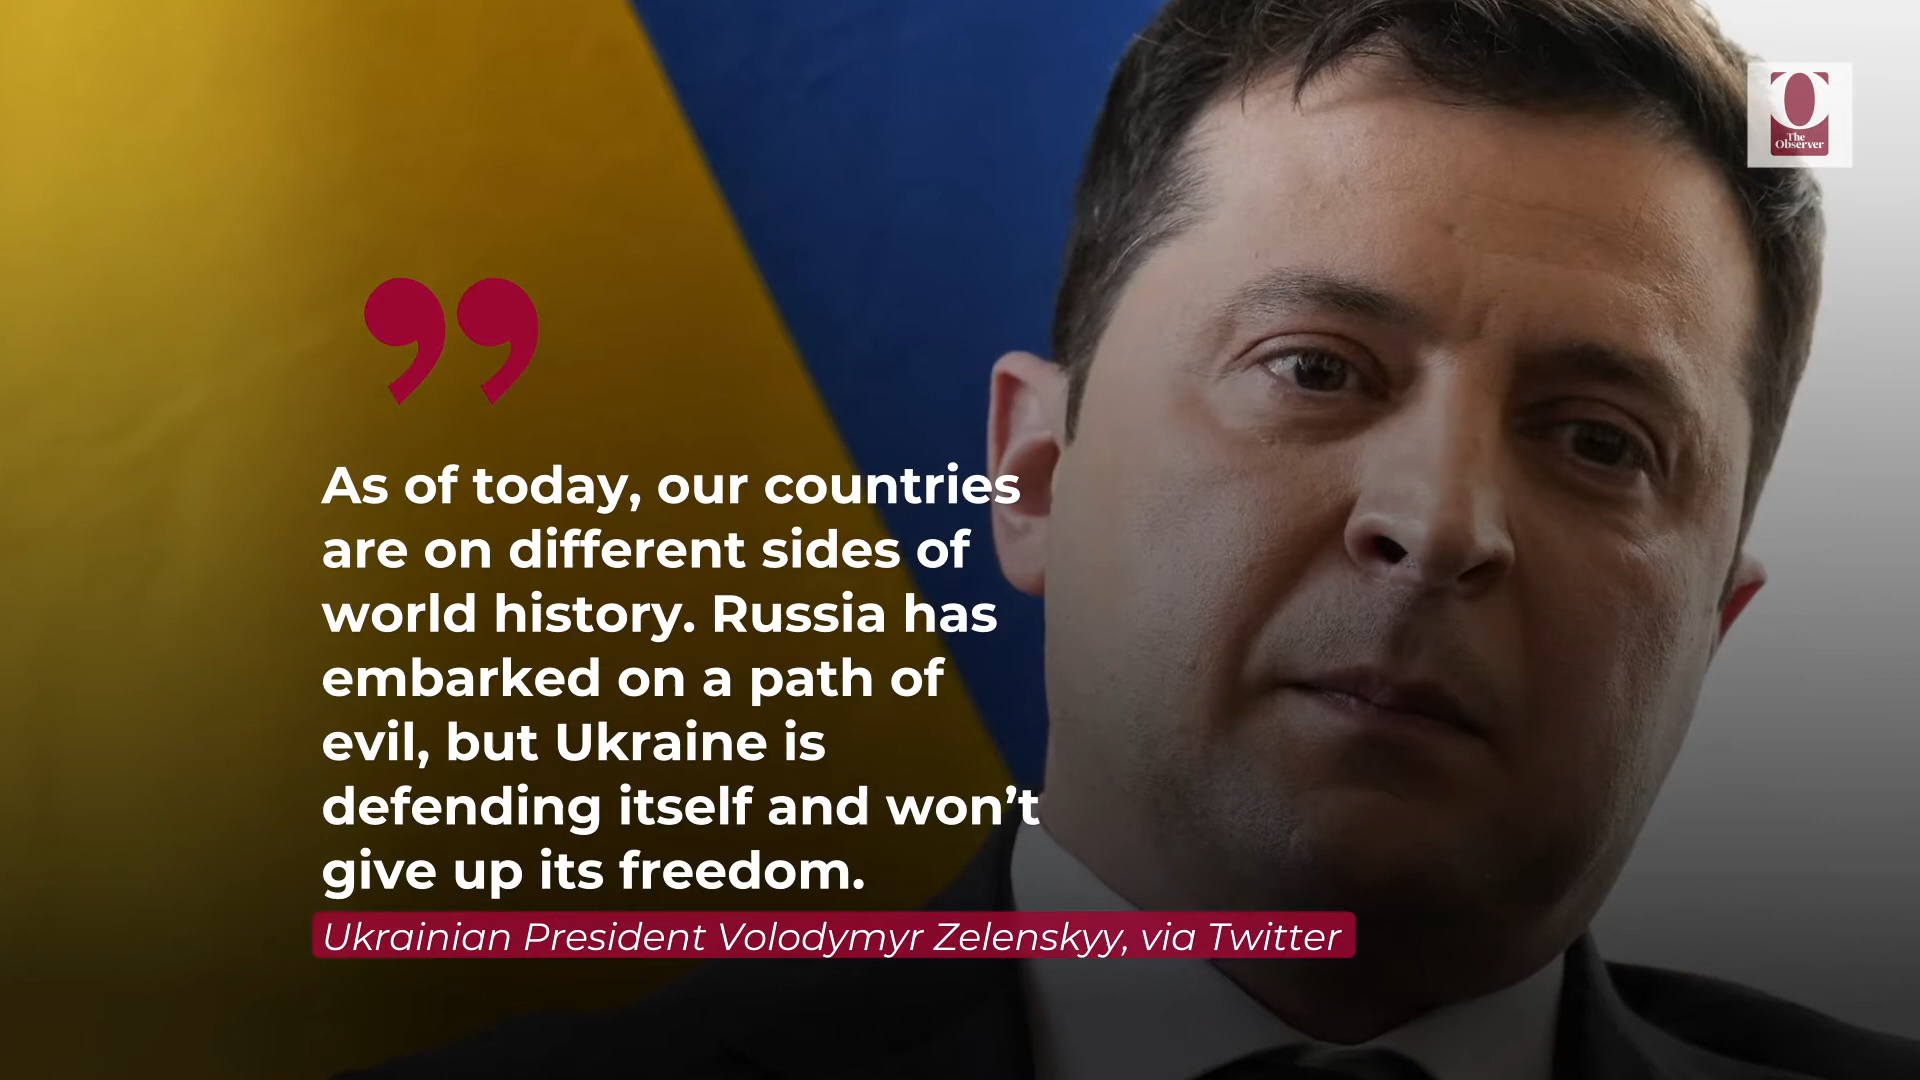 The
Observer
”
As of today, our countries
are on different sides of
world history. Russia has
embarked on a path of
evil, but Ukraine is
defending itself and won’t
give up its freedom.
Ukrainian President Volodymyr Zelenskyy, via Twitter